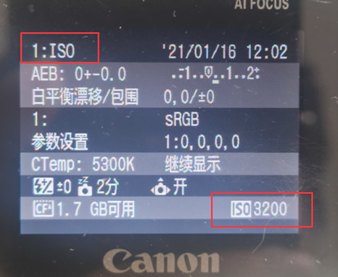 AI FOCUS
1:ISO '21/01/16 12:02
AEB: 0+-0.0 .-1..0..1..2+
白平衡漂移/包围 0,0/±0
1: sRGB
参数设置 1:0,0,0,0
CTemp: 5300K 继续显示
±0 2分 开
CF 1.7 GB可用 ISO 3200
Canon